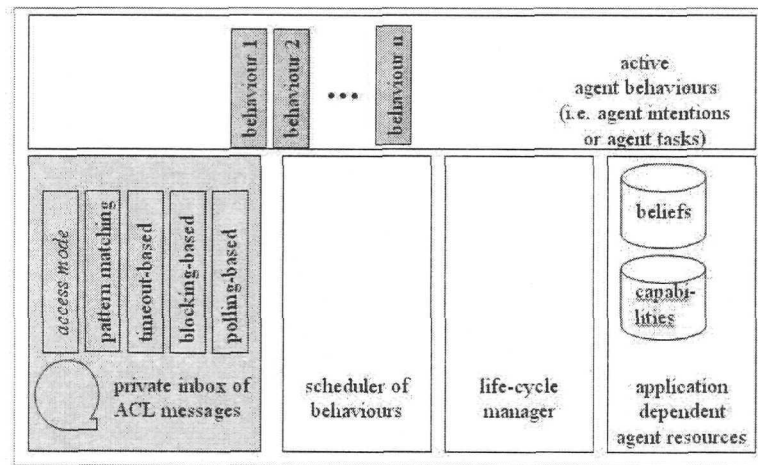 behaviour 1
behaviour 2
...
behaviour n
active
agent behaviours
(i.e. agent intentions
or agent tasks)
access mode
pattern matching
timeout-based
blocking-based
polling-based
private inbox of
ACL messages
scheduler of
behaviours
life-cycle
manager
beliefs
capabi-
lities
application
dependent
agent resources